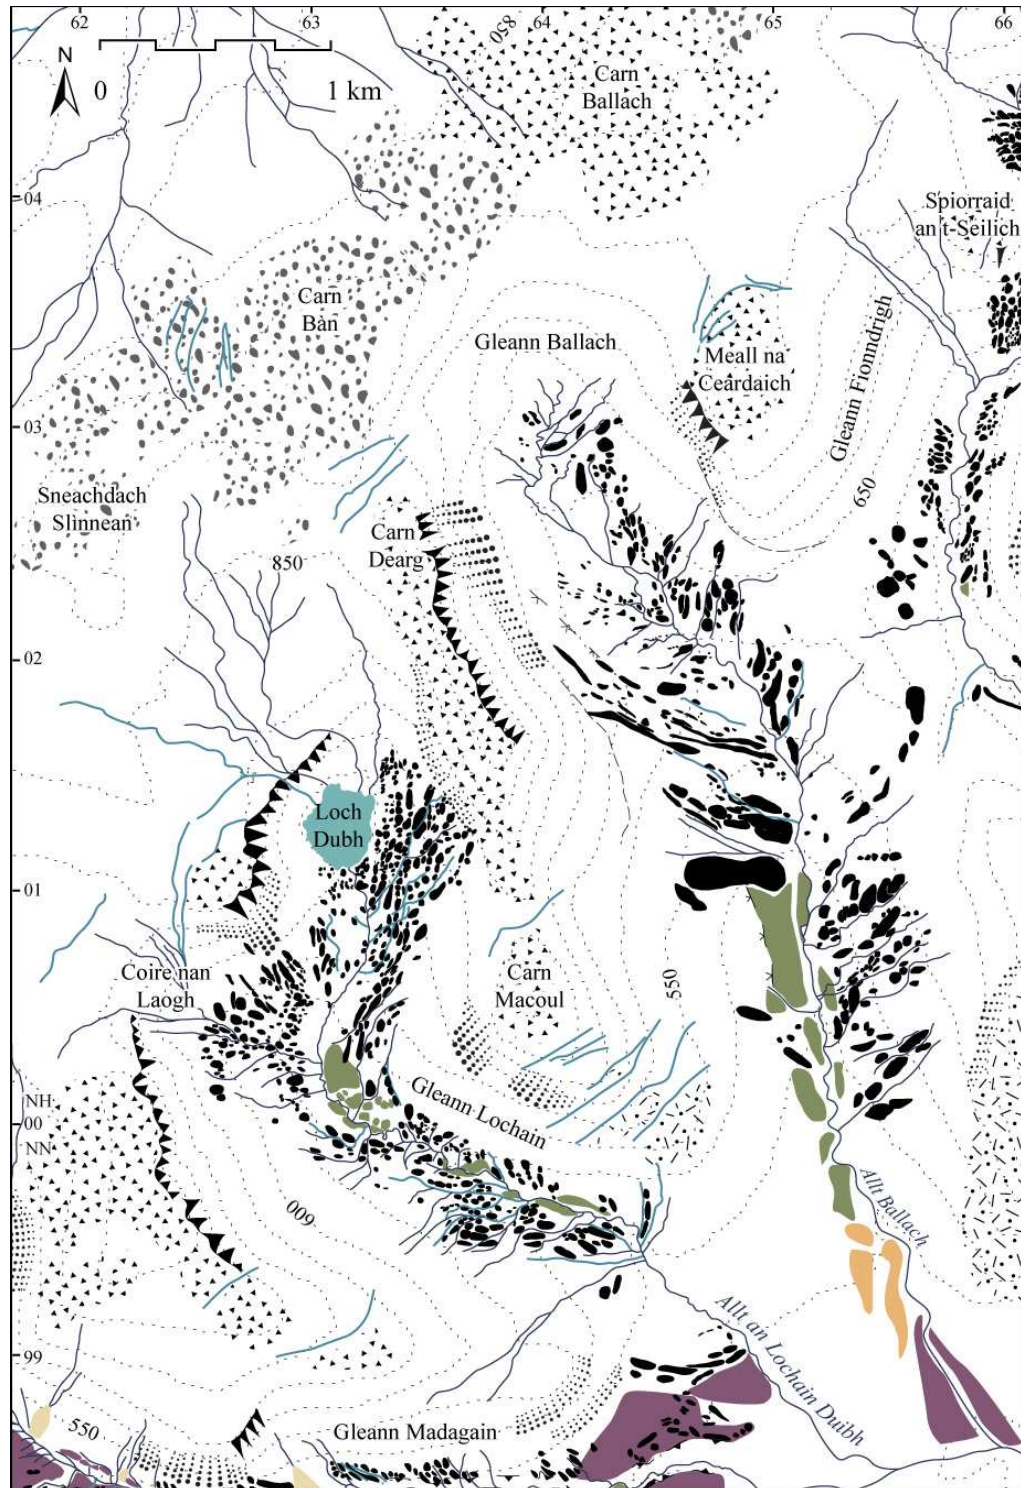 62
63
64
65
66
N
0
1 km
850
Carn
Ballach
04
Spiorraid
an t-Seilich
Carn
Bàn
Gleann Ballach
Meall na
Ceàrdaich
Gleann Fionndrigh
03
650
Sneachdach
Slinnean
Carn
Dearg
850
02
Loch
Dubh
01
Coire nan
Laogh
Carn
Macoul
550
Gleann Lochain
NH
00
NN
600
Allt Ballach
Allt an Lochain Duibh
99
550
Gleann Madagain